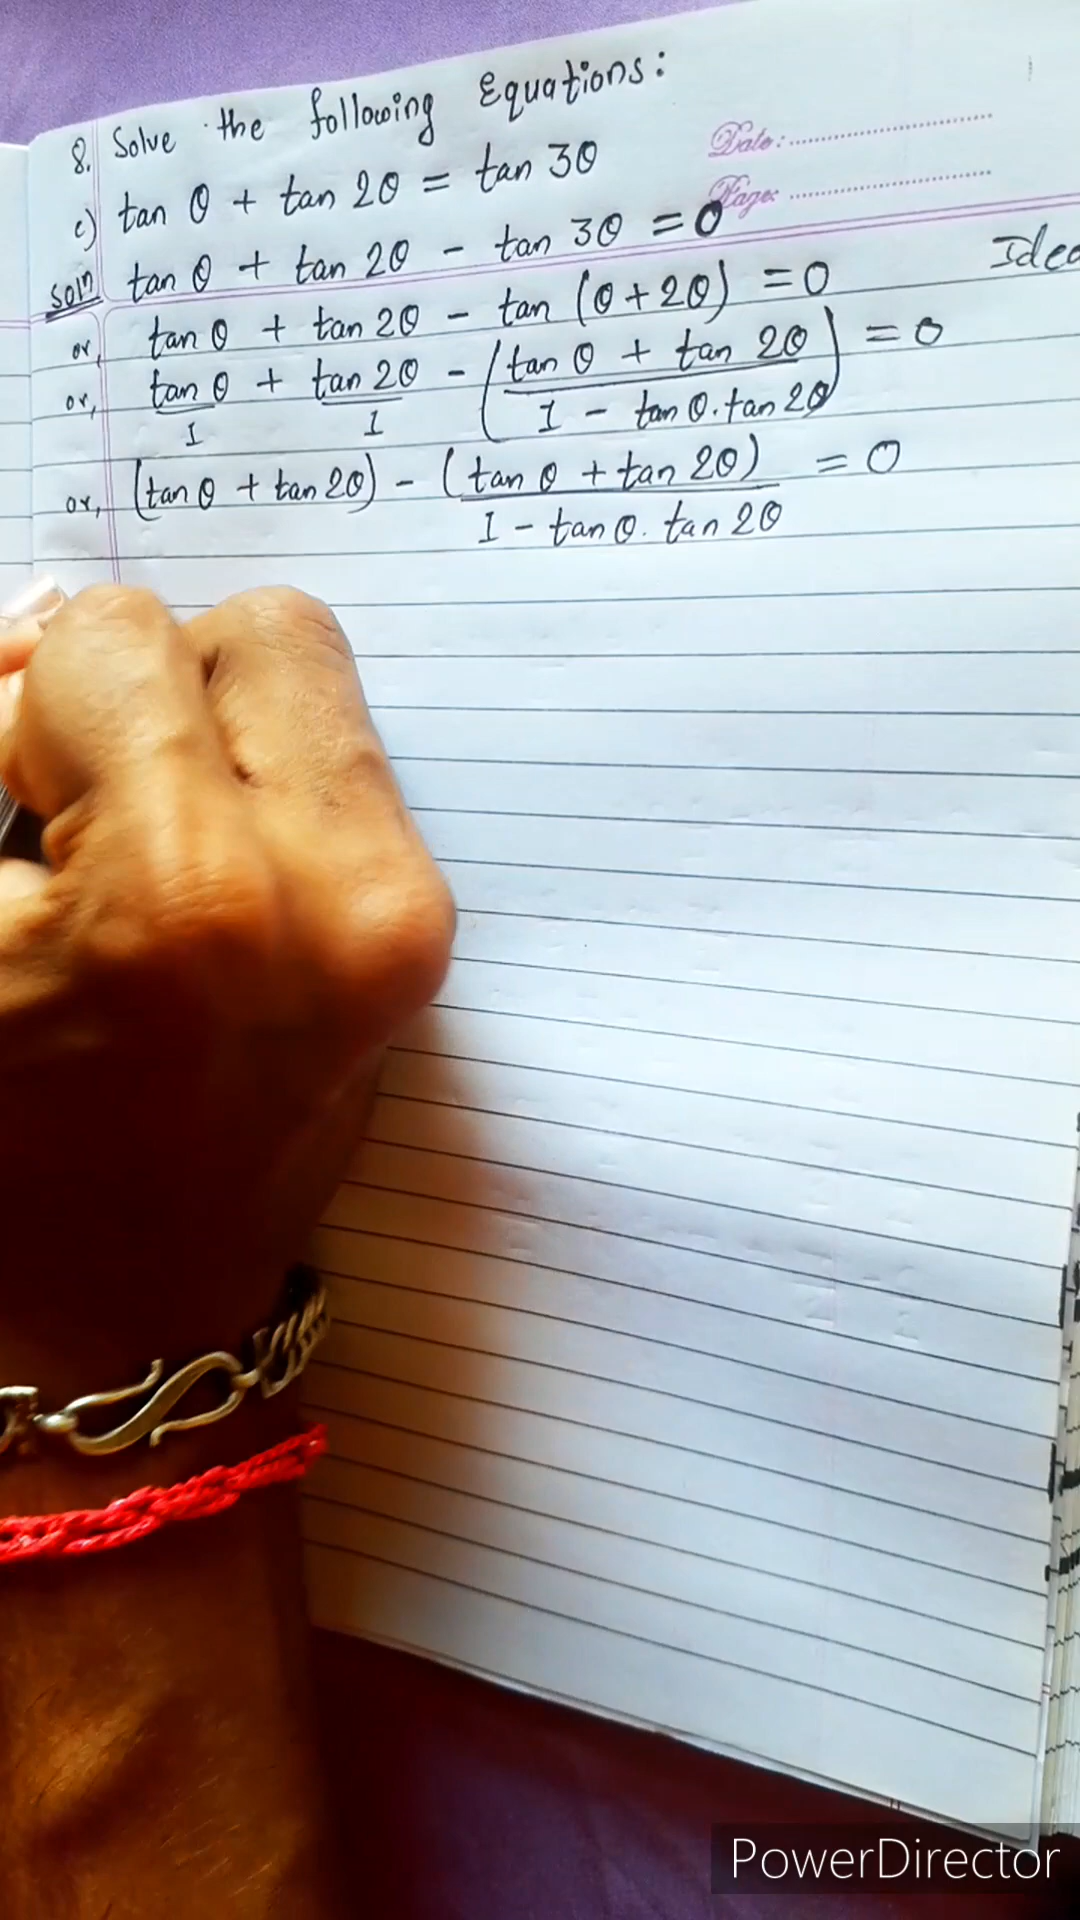 8. Solve the following Equations:
Date:
c) tan θ + tan 2θ = tan 3θ
Page:
soln tan θ + tan 2θ - tan 3θ = 0
Idea
or, tan θ + tan 2θ - tan (θ + 2θ) = 0
or, tan θ/1 + tan 2θ/1 - (tan θ + tan 2θ / 1 - tan θ. tan 2θ) = 0
or, (tan θ + tan 2θ) - (tan θ + tan 2θ) / 1 - tan θ. tan 2θ = 0
PowerDirector